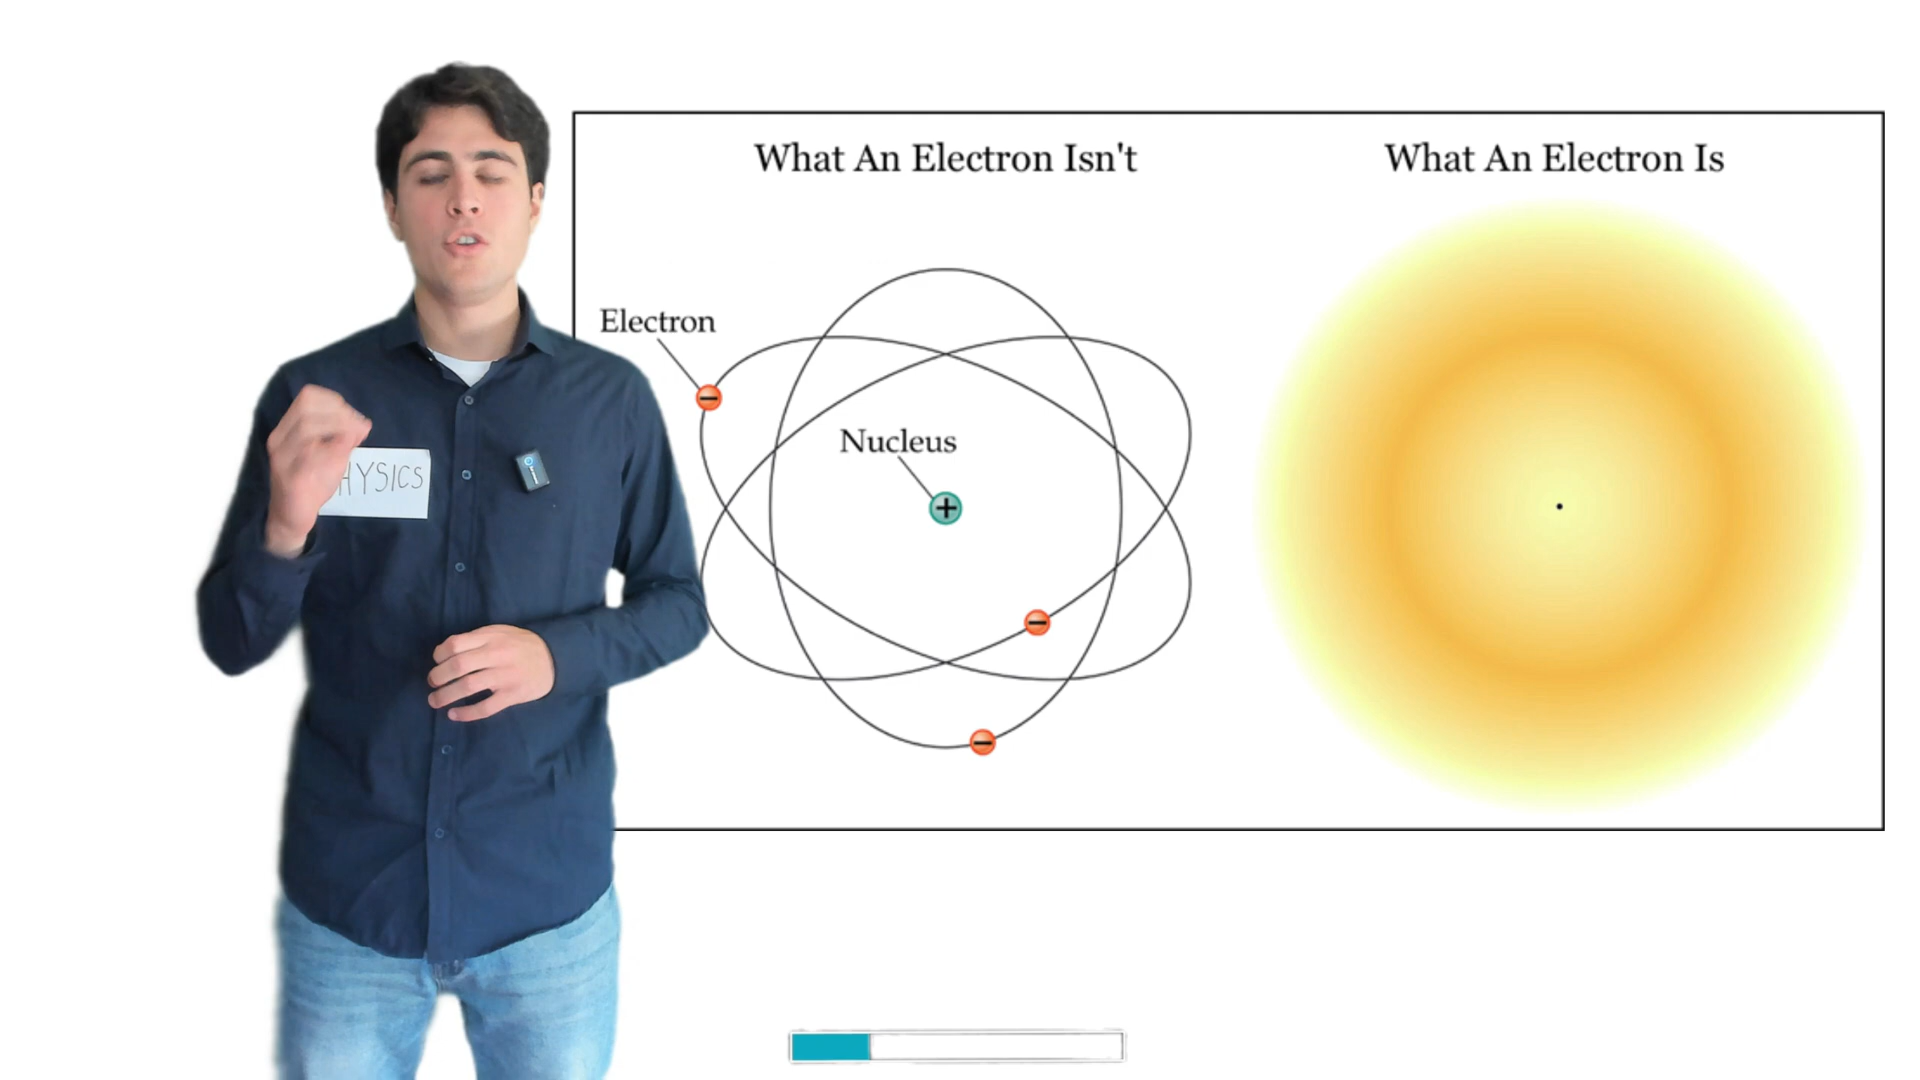 What An Electron Isn't
What An Electron Is
Electron
Nucleus
HYSICS